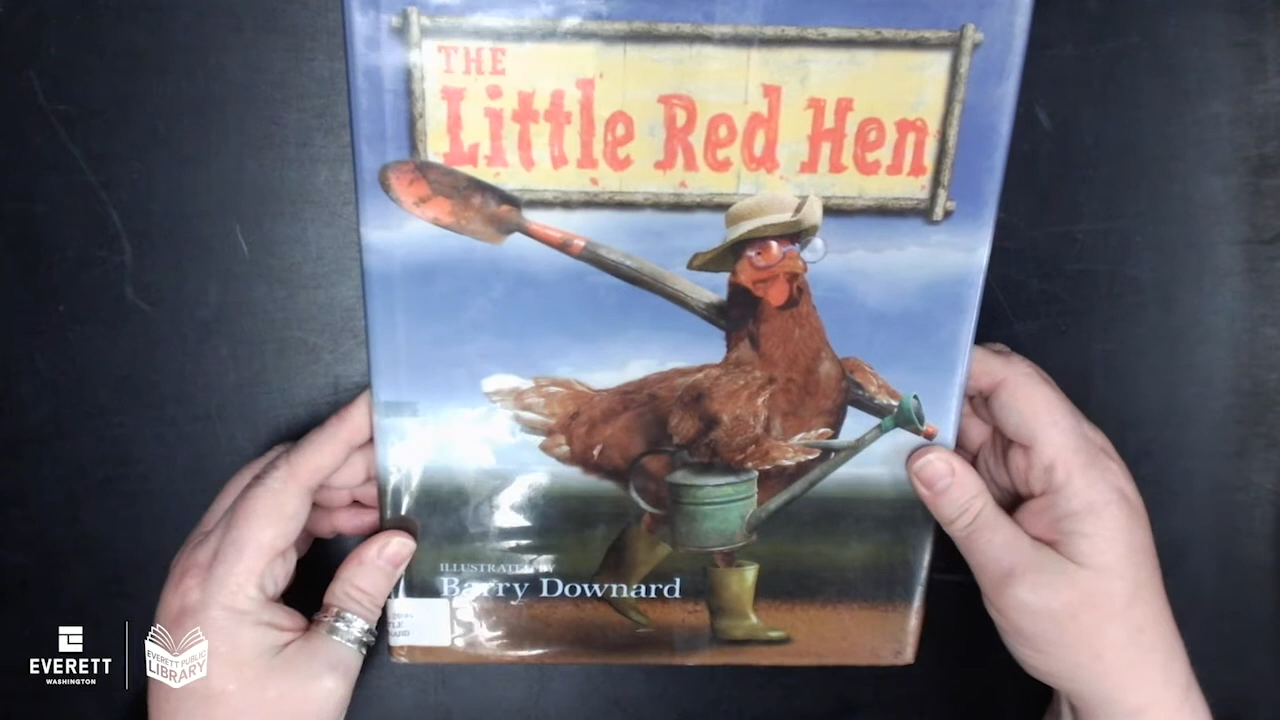 THE
Little Red Hen
ILLUSTRATED BY
Barry Downard
EVERETT
WASHINGTON
EVERETT PUBLIC
LIBRARY